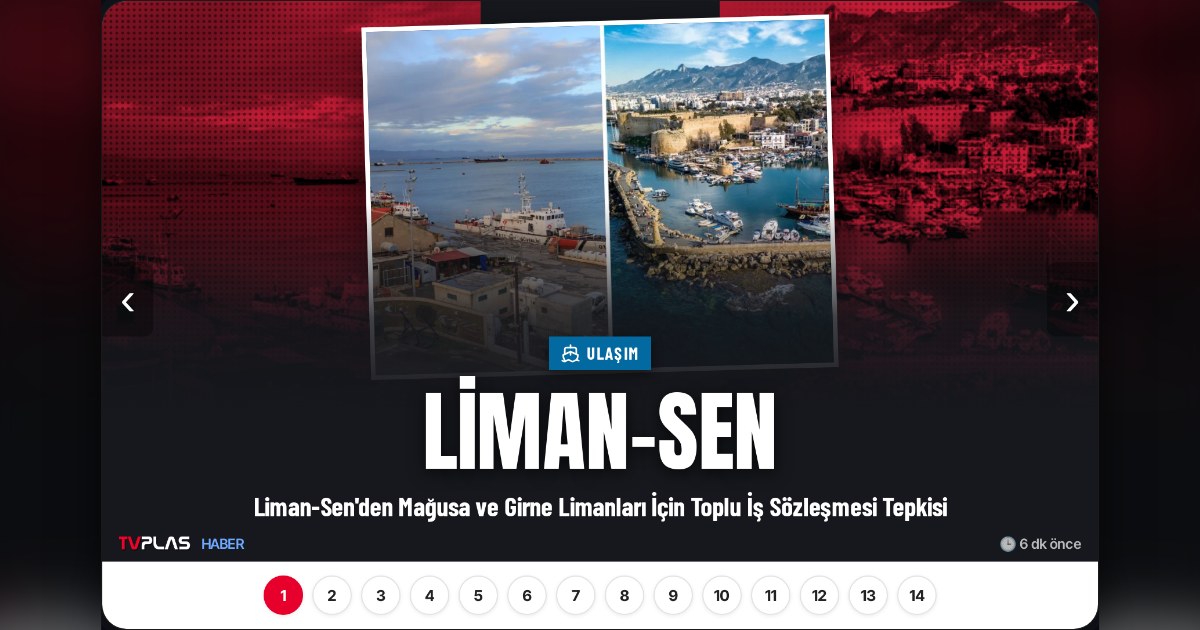 ULAŞIM
LİMAN-SEN
Liman-Sen'den Mağusa ve Girne Limanları İçin Toplu İş Sözleşmesi Tepkisi
TVPLAS HABER
6 dk önce
1 2 3 4 5 6 7 8 9 10 11 12 13 14